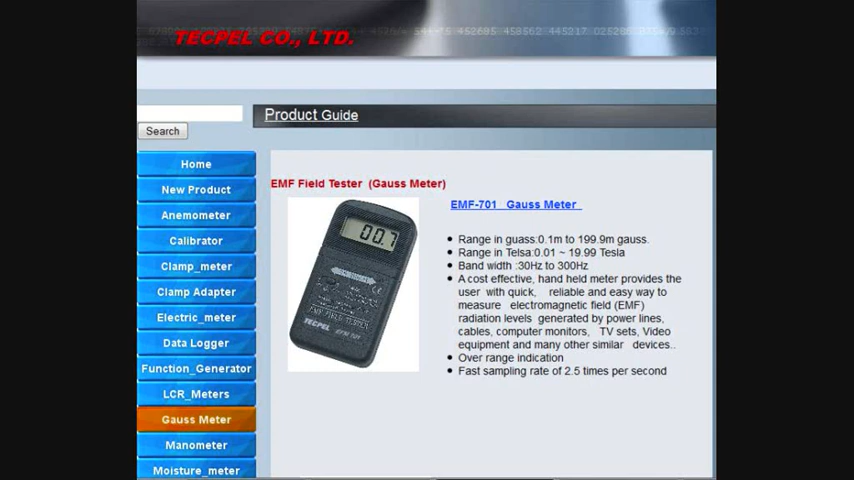 TECPEL CO., LTD.
Product Guide
Search
Home
New Product
Anemometer
Calibrator
Clamp_meter
Clamp Adapter
Electric_meter
Data Logger
Function_Generator
LCR_Meters
Gauss Meter
Manometer
Moisture_meter
EMF Field Tester (Gauss Meter)
00.7
TECPEL
EMF FIELD TESTER
EMF-701 Gauss Meter
Range in guass:0.1m to 199.9m gauss.
Range in Telsa:0.01 ~ 19.99 Tesla
Band width :30Hz to 300Hz
A cost effective, hand held meter provides the
user with quick, reliable and easy way to
measure electromagnetic field (EMF)
radiation levels generated by power lines,
cables, computer monitors, TV sets, Video
equipment and many other similar devices..
Over range indication
Fast sampling rate of 2.5 times per second